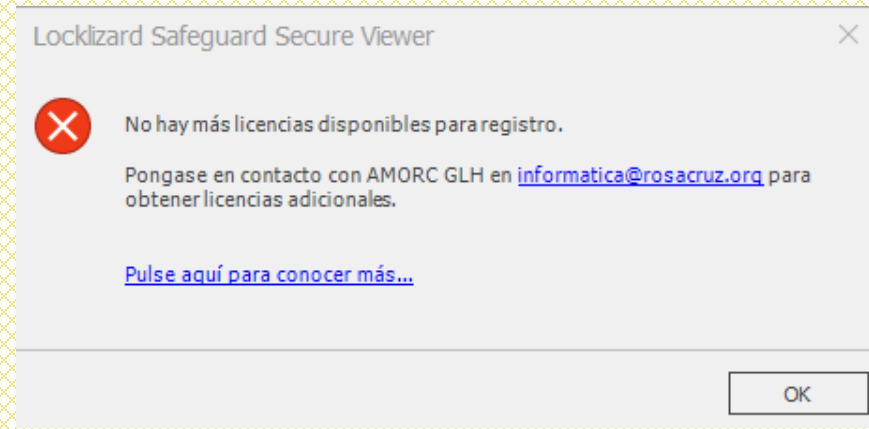 Locklizard Safeguard Secure Viewer
No hay más licencias disponibles para registro.
Pongase en contacto con AMORC GLH en informatica@rosacruz.org para
obtener licencias adicionales.
Pulse aquí para conocer más...
OK